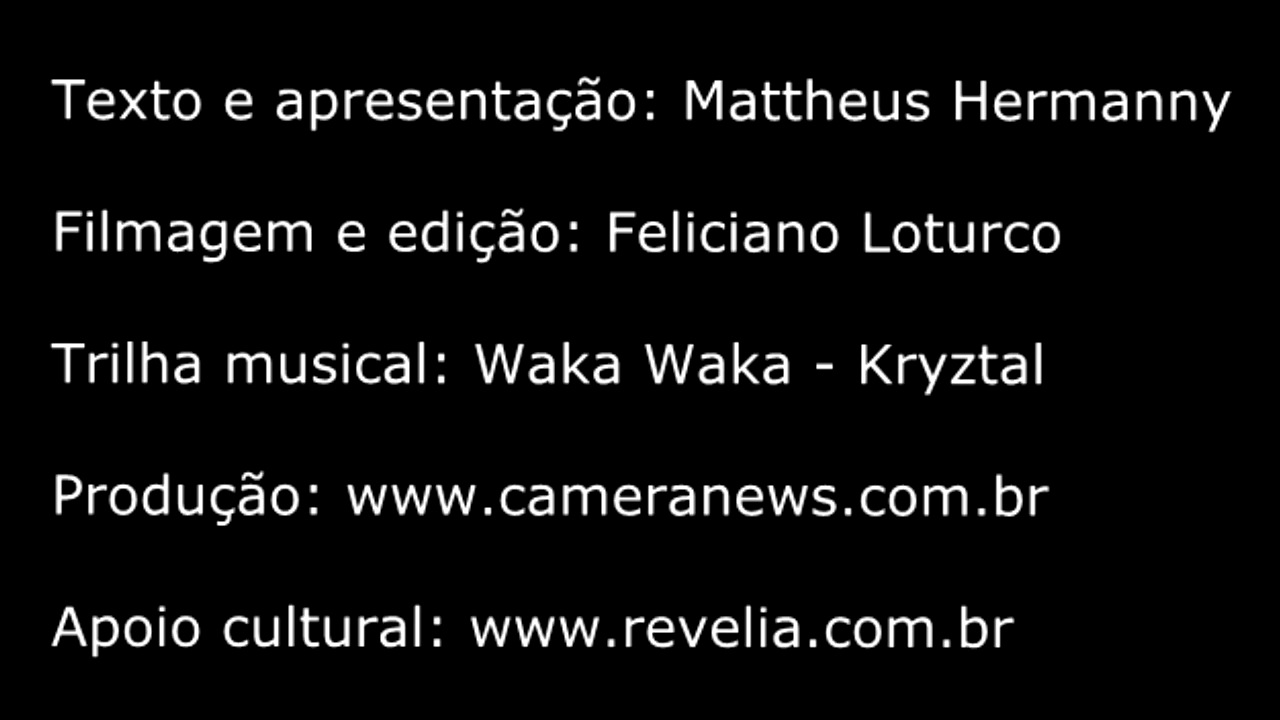 Texto e apresentação: Mattheus Hermanny
Filmagem e edição: Feliciano Loturco
Trilha musical: Waka Waka - Kryztal
Produção: www.cameranews.com.br
Apoio cultural: www.revelia.com.br